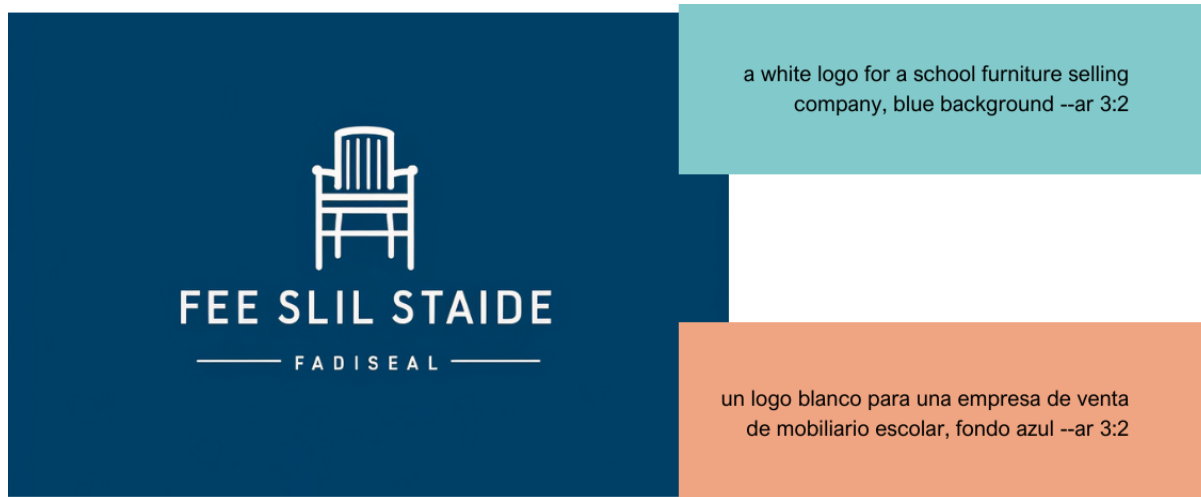 FEE SLIL STAIDE
FADISEAL
a white logo for a school furniture selling
company, blue background --ar 3:2
un logo blanco para una empresa de venta
de mobiliario escolar, fondo azul --ar 3:2